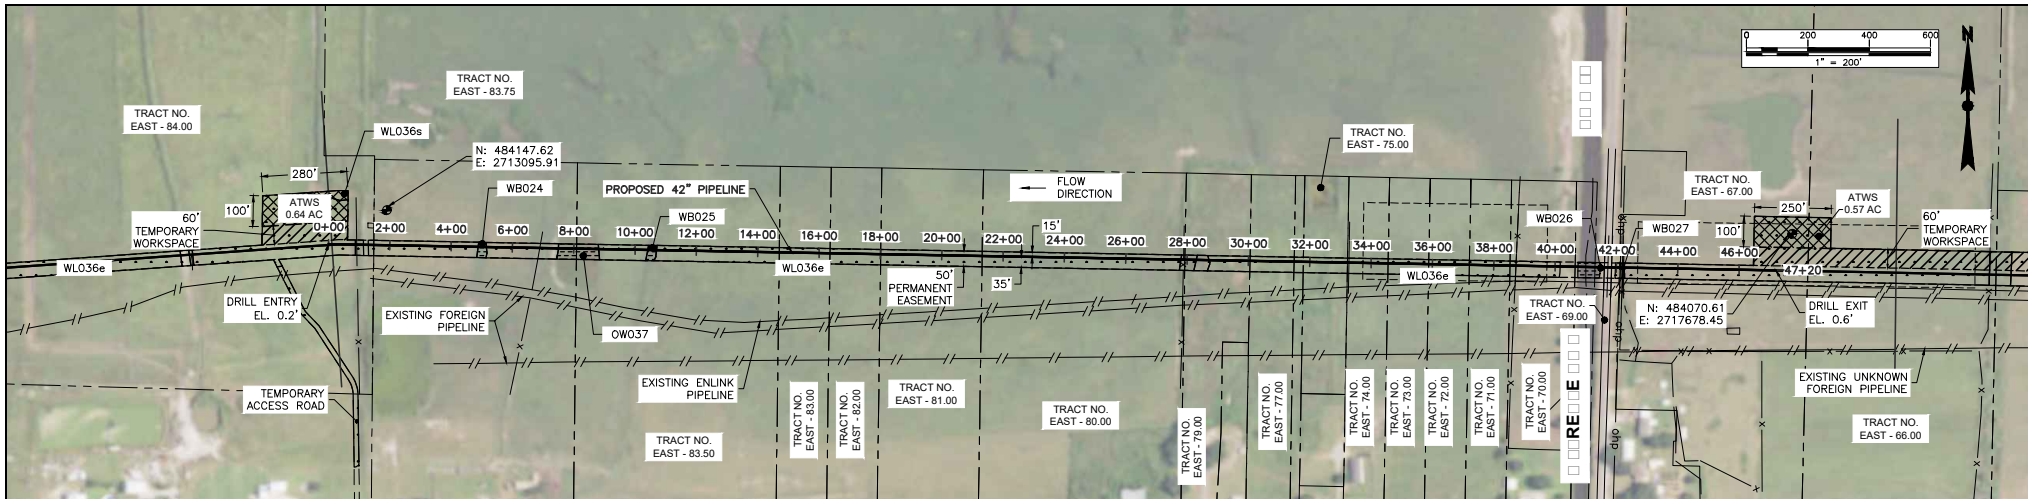 0 200 400 600
1" = 200'
N
TRACT NO.
EAST - 83.75
TRACT NO.
EAST - 84.00
WL036s
N: 484147.62
E: 2713095.91
TRACT NO.
EAST - 75.00
280'
WB024
PROPOSED 42" PIPELINE
FLOW
DIRECTION
TRACT NO.
EAST - 67.00
ATWS
0.64 AC
100'
250'
ATWS
0.57 AC
60'
TEMPORARY
WORKSPACE
WB025
15'
WB026
WB027
100'
60'
TEMPORARY
WORKSPACE
ohp
0+00 2+00 4+00 6+00 8+00 10+00 12+00 14+00 16+00 18+00 20+00 22+00 24+00 26+00 28+00 30+00 32+00 34+00 36+00 38+00 40+00 42+00 44+00 46+00
47+20
WL036e
WL036e
WL036e
50'
PERMANENT
EASEMENT
35'
DRILL ENTRY
EL. 0.2'
EXISTING FOREIGN
PIPELINE
OW037
TRACT NO.
EAST - 69.00
N: 484070.61
E: 2717678.45
DRILL EXIT
EL. 0.6'
ohp
TEMPORARY
ACCESS ROAD
EXISTING ENLINK
PIPELINE
EXISTING UNKNOWN
FOREIGN PIPELINE
TRACT NO.
EAST - 83.50
TRACT NO.
EAST - 83.00
TRACT NO.
EAST - 82.00
TRACT NO.
EAST - 81.00
TRACT NO.
EAST - 80.00
TRACT NO.
EAST - 79.00
TRACT NO.
EAST - 77.00
TRACT NO.
EAST - 74.00
TRACT NO.
EAST - 73.00
TRACT NO.
EAST - 72.00
TRACT NO.
EAST - 71.00
TRACT NO.
EAST - 70.00
ohp
TRACT NO.
EAST - 66.00